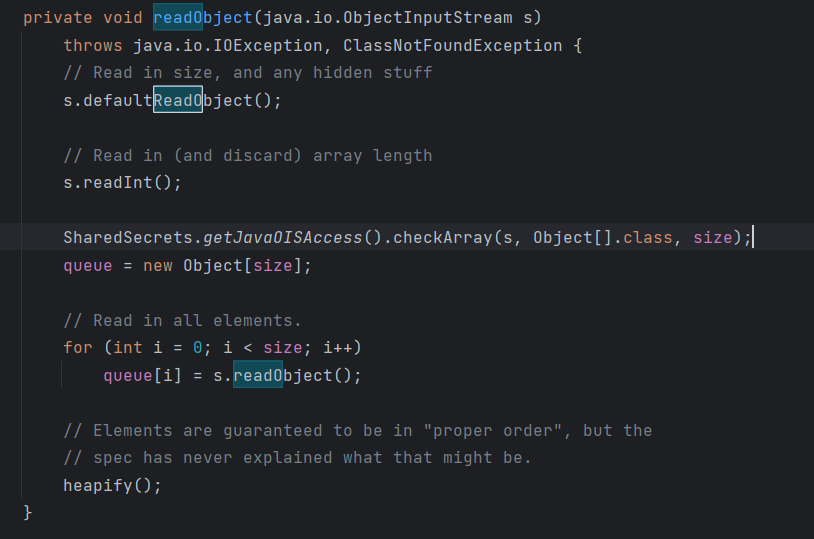 private void readObject(java.io.ObjectInputStream s)
throws java.io.IOException, ClassNotFoundException {
// Read in size, and any hidden stuff
s.defaultReadObject();
// Read in (and discard) array length
s.readInt();
SharedSecrets.getJavaOISAccess().checkArray(s, Object[].class, size);
queue = new Object[size];
// Read in all elements.
for (int i = 0; i < size; i++)
queue[i] = s.readObject();
// Elements are guaranteed to be in "proper order", but the
// spec has never explained what that might be.
heapify();
}